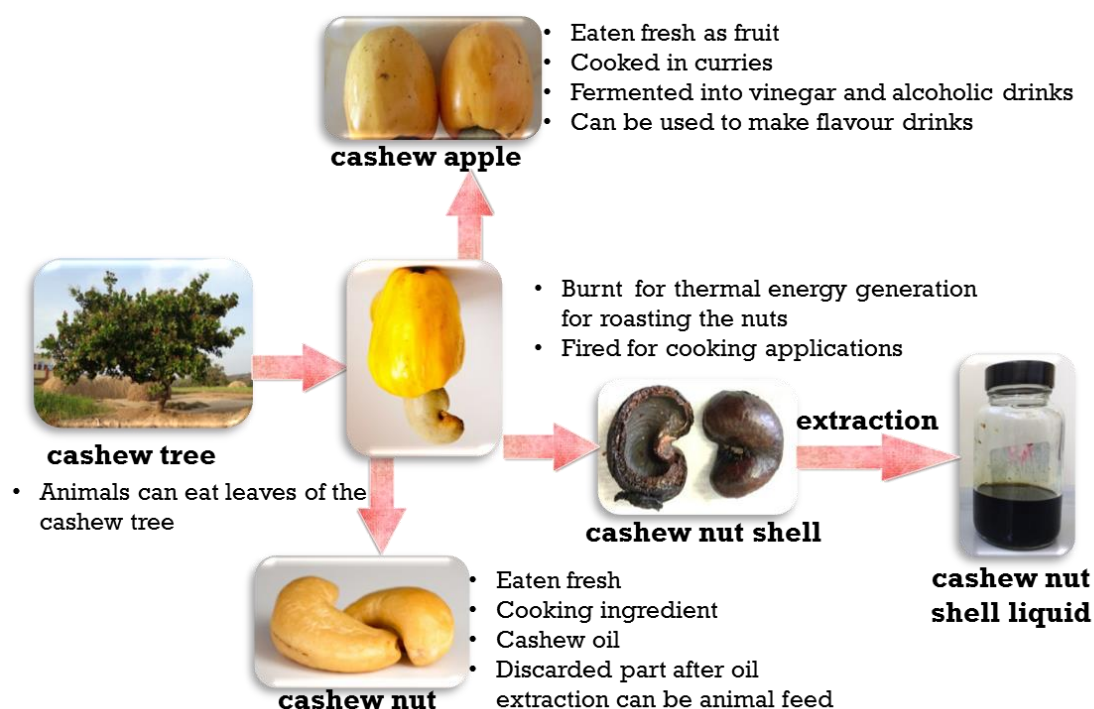 • Eaten fresh as fruit
• Cooked in curries
• Fermented into vinegar and alcoholic drinks
• Can be used to make flavour drinks
cashew apple
• Burnt for thermal energy generation
for roasting the nuts
• Fired for cooking applications
extraction
cashew tree
• Animals can eat leaves of the
cashew tree
cashew nut shell
cashew nut
shell liquid
• Eaten fresh
• Cooking ingredient
• Cashew oil
• Discarded part after oil
extraction can be animal feed
cashew nut